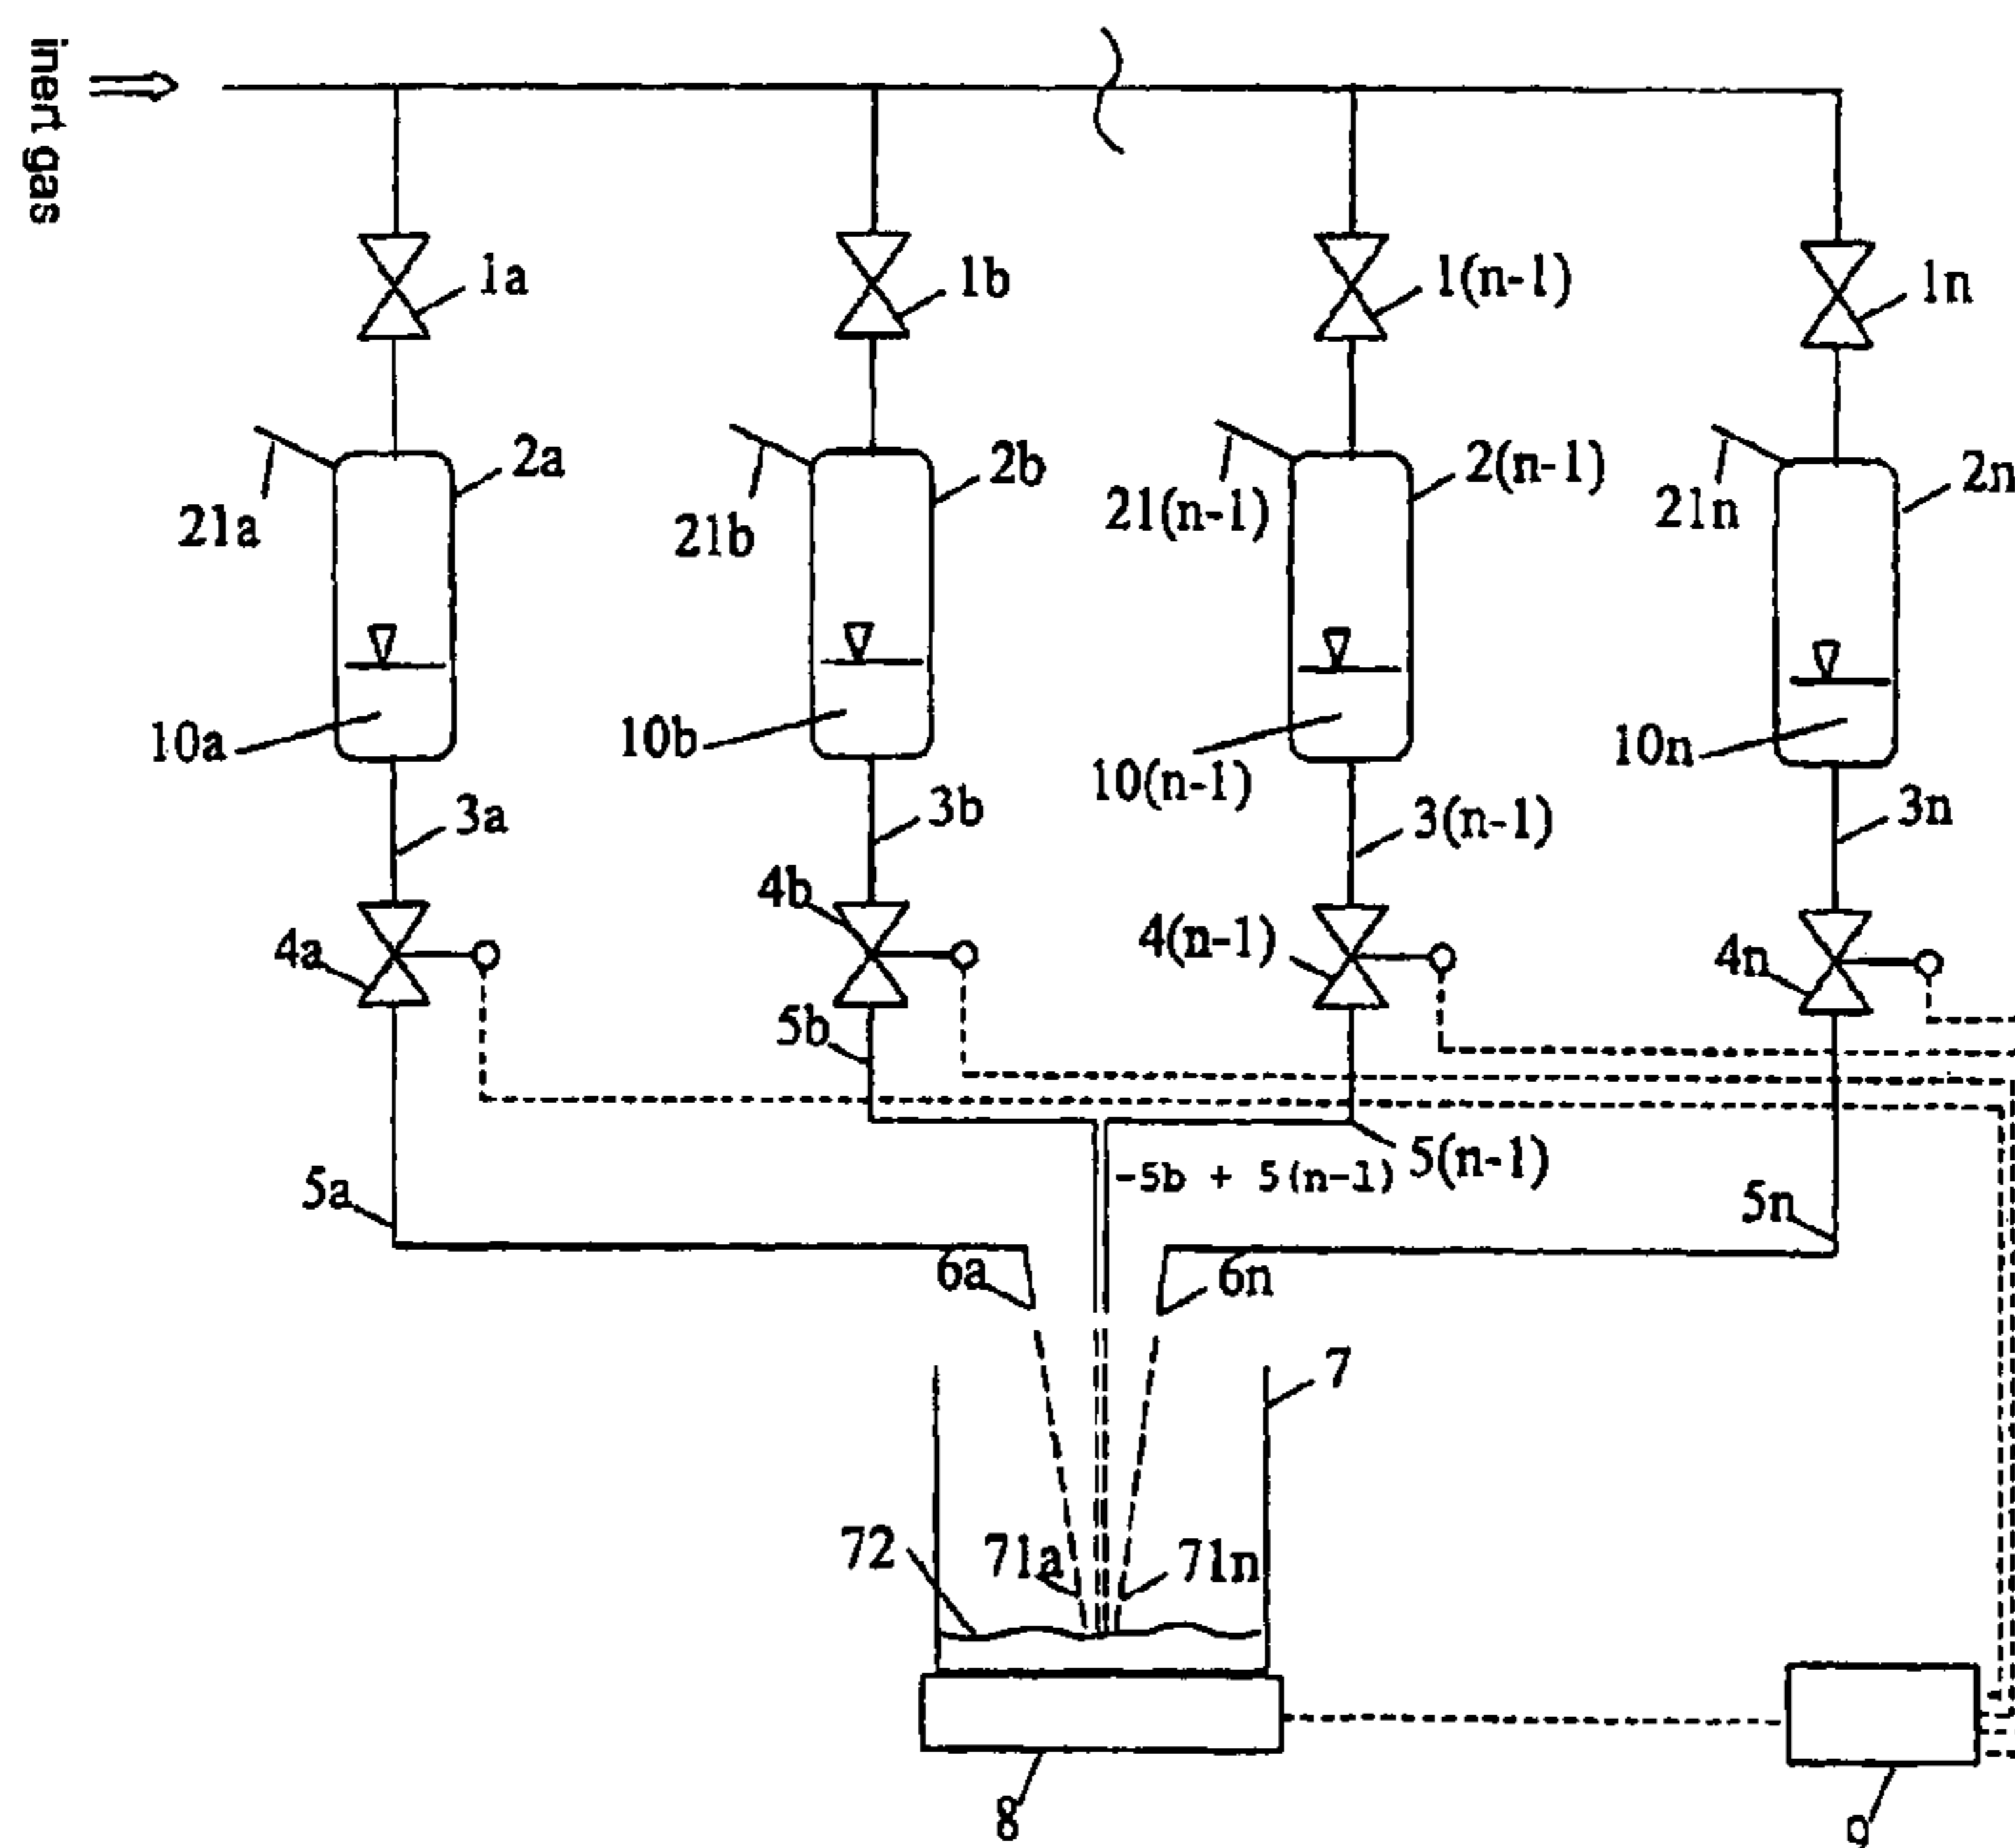 inert gas
1a
1b
1(n-1)
1n
2a
2b
2(n-1)
2n
21a
21b
21(n-1)
21n
10a
10b
10(n-1)
10n
3a
3b
3(n-1)
3n
4a
4b
4(n-1)
4n
5b
5a
-5b + 5(n-1)
5(n-1)
5n
6a
6n
7
72
71a
71n
8
9